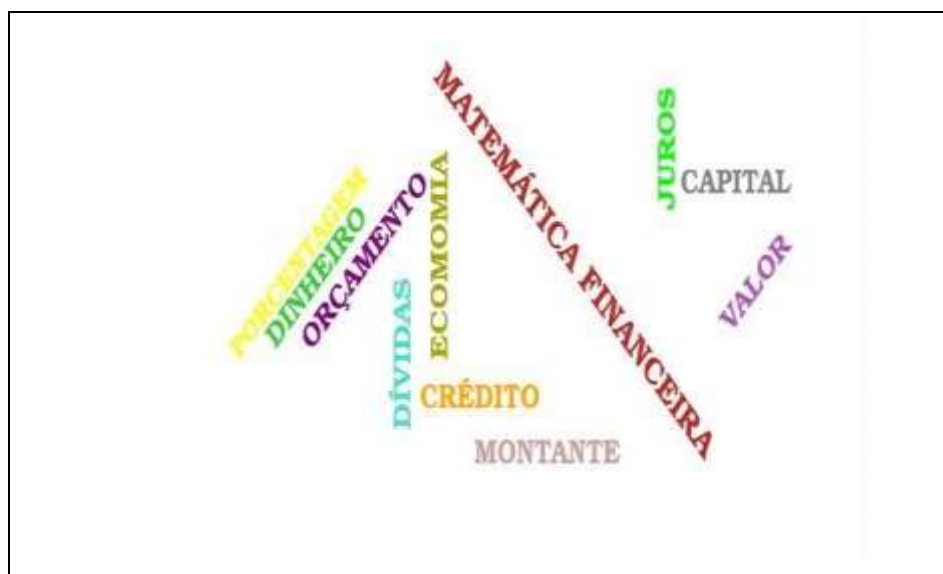 MATEMÁTICA FINANCEIRA
JUROS
CAPITAL
PORCENTAGEM
DINHEIRO
ORÇAMENTO
ECOMOMIA
VALOR
DÍVIDAS
CRÉDITO
MONTANTE